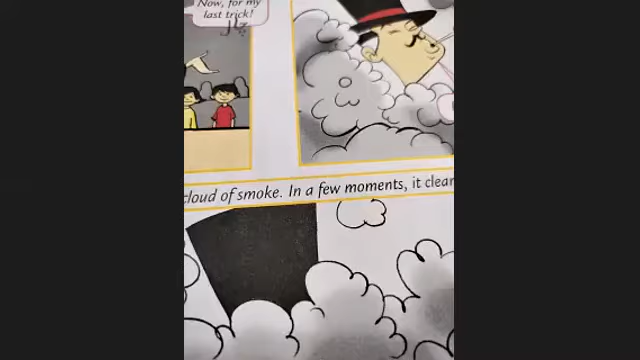 Now, for my
last trick!
cloud of smoke. In a few moments, it clear